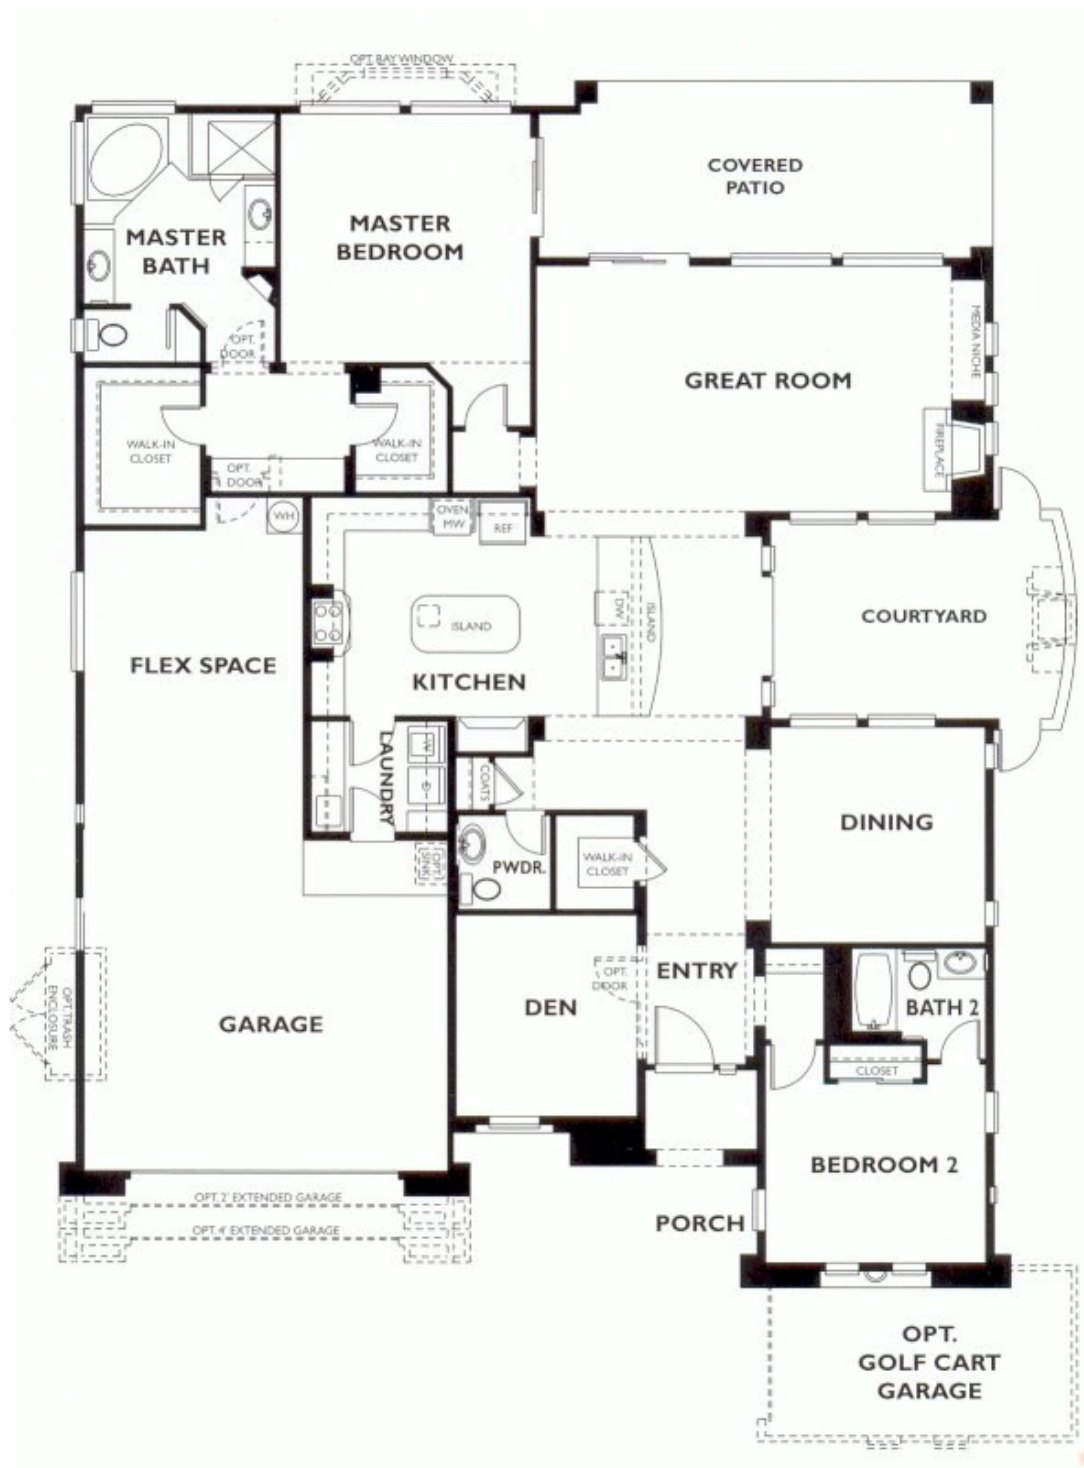 OPT. BAY WINDOW
COVERED
PATIO
MASTER
BEDROOM
MASTER
BATH
OPT.
DOOR
MEDIA NICHE
GREAT ROOM
FIREPLACE
WALK-IN
CLOSET
WALK-IN
CLOSET
OPT.
DOOR
WH
OVEN
MW
REF
ISLAND
DW
ISLAND
COURTYARD
FLEX SPACE
KITCHEN
LAUNDRY
W
COATS
DINING
OPT.
SINK
PWDR.
WALK-IN
CLOSET
OPT. TRASH
ENCLOSURE
GARAGE
DEN
OPT.
DOOR
ENTRY
BATH 2
CLOSET
BEDROOM 2
OPT. 2' EXTENDED GARAGE
OPT. 4' EXTENDED GARAGE
PORCH
OPT.
GOLF CART
GARAGE